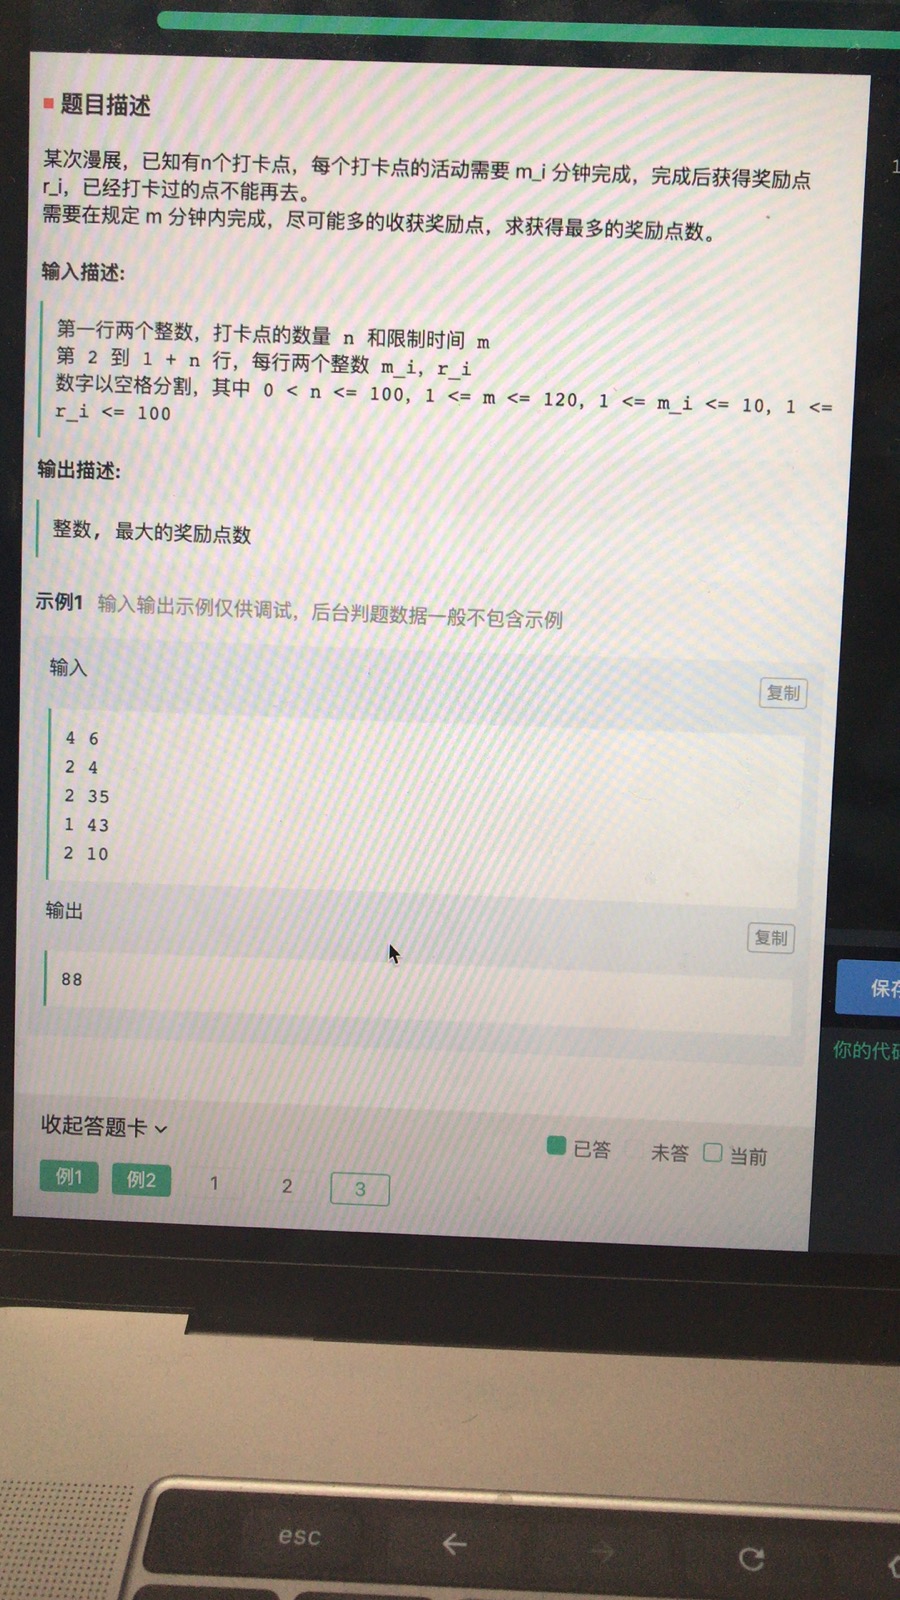 题目描述
某次漫展，已知有n个打卡点，每个打卡点的活动需要 m_i 分钟完成，完成后获得奖励点
r_i，已经打卡过的点不能再去。
需要在规定 m 分钟内完成，尽可能多的收获奖励点，求获得最多的奖励点数。
输入描述:
第一行两个整数，打卡点的数量 n 和限制时间 m
第 2 到 1 + n 行，每行两个整数 m_i, r_i
数字以空格分割，其中 0 < n <= 100, 1 <= m <= 120, 1 <= m_i <= 10, 1 <=
r_i <= 100
输出描述:
整数, 最大的奖励点数
示例1 输入输出示例仅供调试，后台判题数据一般不包含示例
输入
复制
4 6
2 4
2 35
1 43
2 10
输出
复制
88
保存
你的代码
收起答题卡
已答 未答 当前
例1 例2 1 2 3
esc